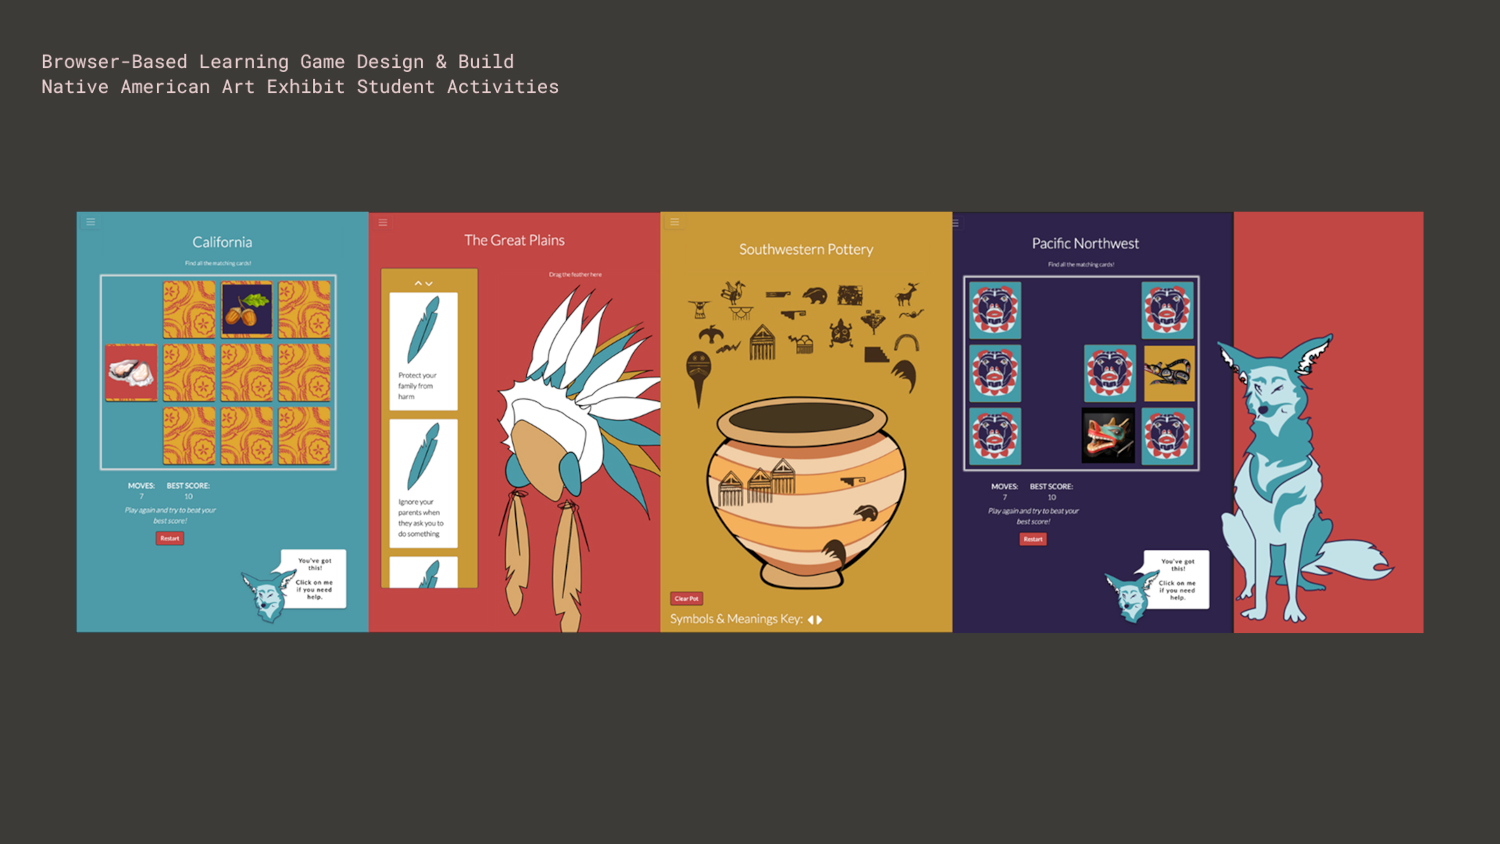 Browser-Based Learning Game Design & Build
Native American Art Exhibit Student Activities
California
Find all the matching cards!
MOVES: BEST SCORE:
7 10
Play again and try to beat your
best score!
Restart
You've got
this!
Click on me
if you need
help.
The Great Plains
Drag the feather here
Protect your
family from
harm
Ignore your
parents when
they ask you to
do something
Southwestern Pottery
Clear Pot
Symbols & Meanings Key:
Pacific Northwest
Find all the matching cards!
MOVES: BEST SCORE:
7 10
Play again and try to beat your
best score!
Restart
You've got
this!
Click on me
if you need
help.